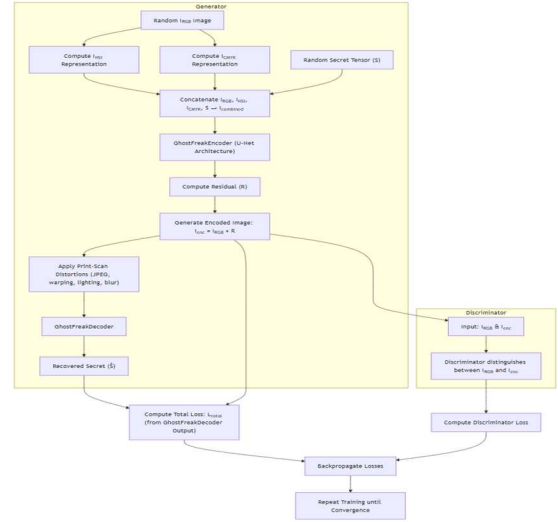 Generator
Random I_RGB Image
Compute I_HSI
Representation
Compute I_CMYK
Representation
Random Secret Tensor (S)
Concatenate I_RGB, I_HSI,
I_CMYK, S → I_combined
GhostFreakEncoder (U-Net
Architecture)
Compute Residual (R)
Generate Encoded Image:
I_enc = I_RGB + R
Apply Print-Scan
Distortions (JPEG,
warping, lighting, blur)
GhostFreakDecoder
Recovered Secret (Ŝ)
Discriminator
Input: I_RGB & I_enc
Discriminator distinguishes
between I_RGB and I_enc
Compute Total Loss: L_total
(from GhostFreakDecoder
Output)
Compute Discriminator Loss
Backpropagate Losses
Repeat Training until
Convergence